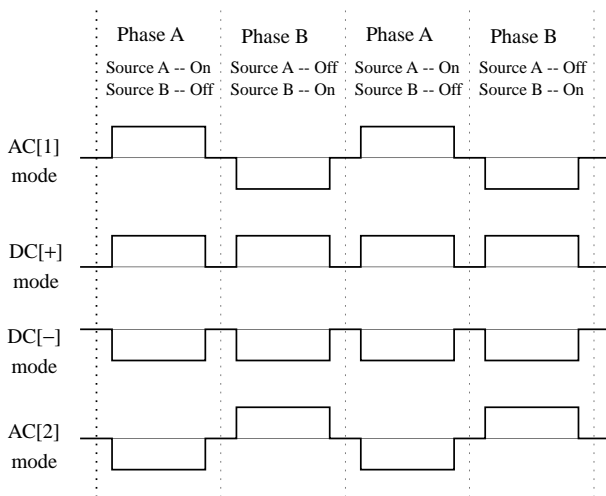 Phase A Phase B Phase A Phase B
Source A -- On Source A -- Off Source A -- On Source A -- Off
Source B -- Off Source B -- On Source B -- Off Source B -- On
AC[1]
mode
DC[+]
mode
DC[−]
mode
AC[2]
mode